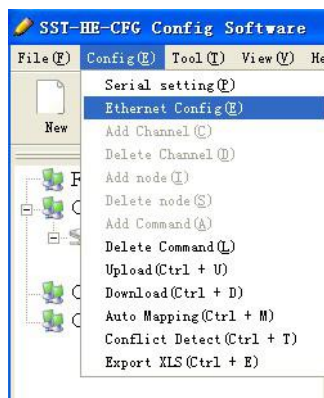 SST-HE-CFG Config Software
File(F) Config(E) Tool(T) View(V) He
Serial setting(P)
Ethernet Config(E)
New
Add Channel(C)
Delete Channel(D)
Add node(I)
Delete node(S)
Add Command(A)
Delete Command(L)
Upload(Ctrl + U)
Download(Ctrl + D)
Auto Mapping(Ctrl + M)
Conflict Detect(Ctrl + T)
Export XLS(Ctrl + E)